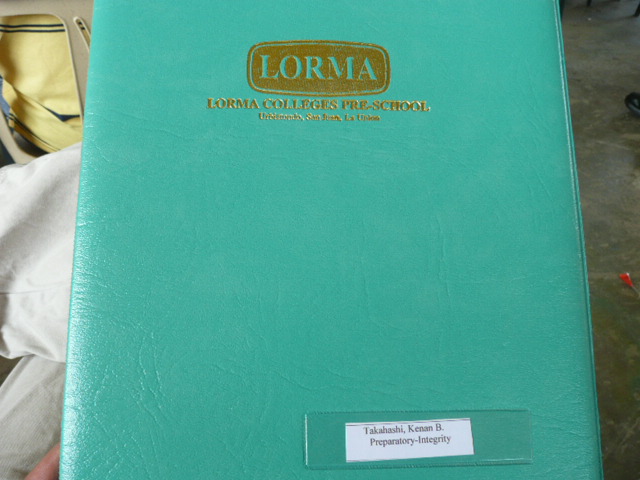 LORMA
LORMA COLLEGES PRE-SCHOOL
Urbiztondo, San Juan, La Union
Takahashi, Kenan B.
Preparatory-Integrity